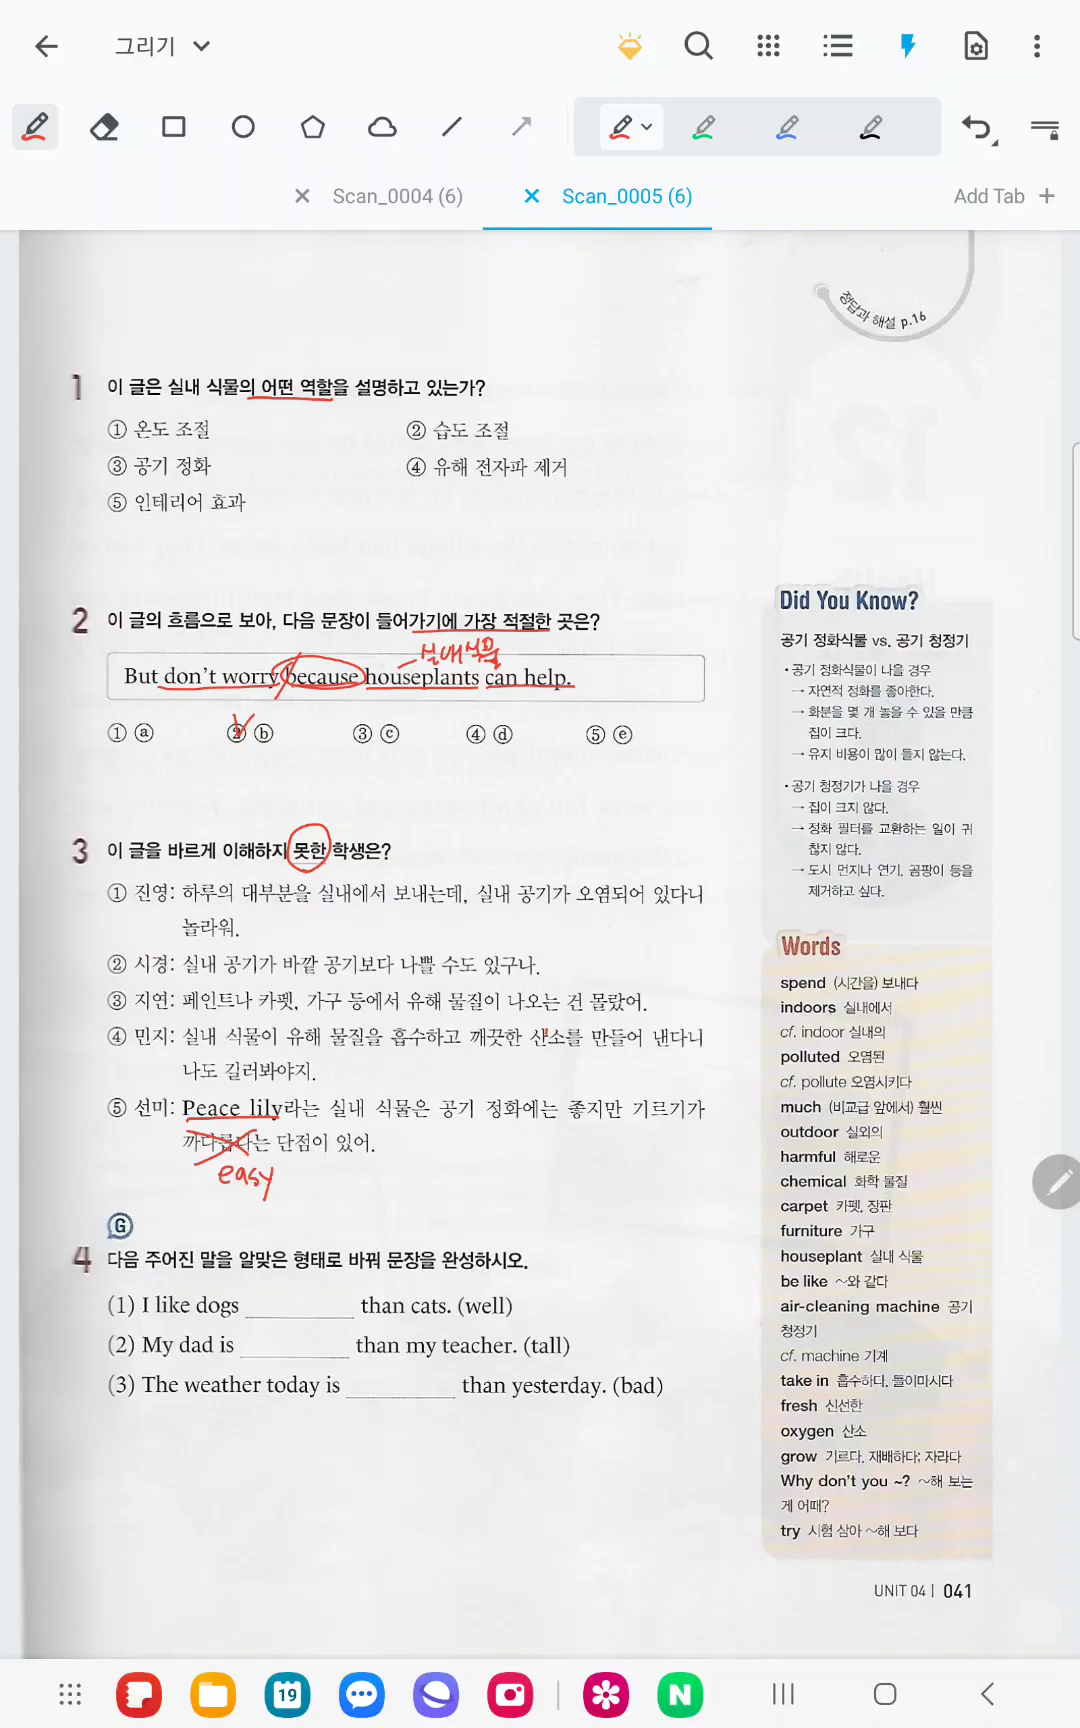 그리기
Scan_0004 (6)
Scan_0005 (6)
Add Tab
정답과 해설 p.16
1 이 글은 실내 식물의 어떤 역할을 설명하고 있는가?
① 온도 조절 ② 습도 조절
③ 공기 정화 ④ 유해 전자파 제거
⑤ 인테리어 효과
2 이 글의 흐름으로 보아, 다음 문장이 들어가기에 가장 적절한 곳은?
실내식물
But don't worry because houseplants can help.
① ⓐ ② ⓑ ③ ⓒ ④ ⓓ ⑤ ⓔ
3 이 글을 바르게 이해하지 못한 학생은?
① 진영: 하루의 대부분을 실내에서 보내는데, 실내 공기가 오염되어 있다니
놀라워.
② 시경: 실내 공기가 바깥 공기보다 나쁠 수도 있구나.
③ 지연: 페인트나 카펫, 가구 등에서 유해 물질이 나오는 건 몰랐어.
④ 민지: 실내 식물이 유해 물질을 흡수하고 깨끗한 산소를 만들어 낸다니
나도 길러봐야지.
⑤ 선미: Peace lily라는 실내 식물은 공기 정화에는 좋지만 기르기가
까다롭다는 단점이 있어.
easy
G
4 다음 주어진 말을 알맞은 형태로 바꿔 문장을 완성하시오.
(1) I like dogs ________ than cats. (well)
(2) My dad is ________ than my teacher. (tall)
(3) The weather today is ________ than yesterday. (bad)
Did You Know?
공기 정화식물 vs. 공기 청정기
• 공기 정화식물이 나을 경우
→ 자연적 정화를 좋아한다.
→ 화분을 몇 개 놓을 수 있을 만큼
집이 크다.
→ 유지 비용이 많이 들지 않는다.
• 공기 청정기가 나을 경우
→ 집이 크지 않다.
→ 정화 필터를 교환하는 일이 귀
찮지 않다.
→ 도시 먼지나 연기, 곰팡이 등을
제거하고 싶다.
Words
spend (시간을) 보내다
indoors 실내에서
cf. indoor 실내의
polluted 오염된
cf. pollute 오염시키다
much (비교급 앞에서) 훨씬
outdoor 실외의
harmful 해로운
chemical 화학 물질
carpet 카펫, 장판
furniture 가구
houseplant 실내 식물
be like ~와 같다
air-cleaning machine 공기
청정기
cf. machine 기계
take in 흡수하다, 들이마시다
fresh 신선한
oxygen 산소
grow 기르다, 재배하다; 자라다
Why don't you ~? ~해 보는
게 어때?
try 시험 삼아 ~해 보다
UNIT 04 | 041
19
N